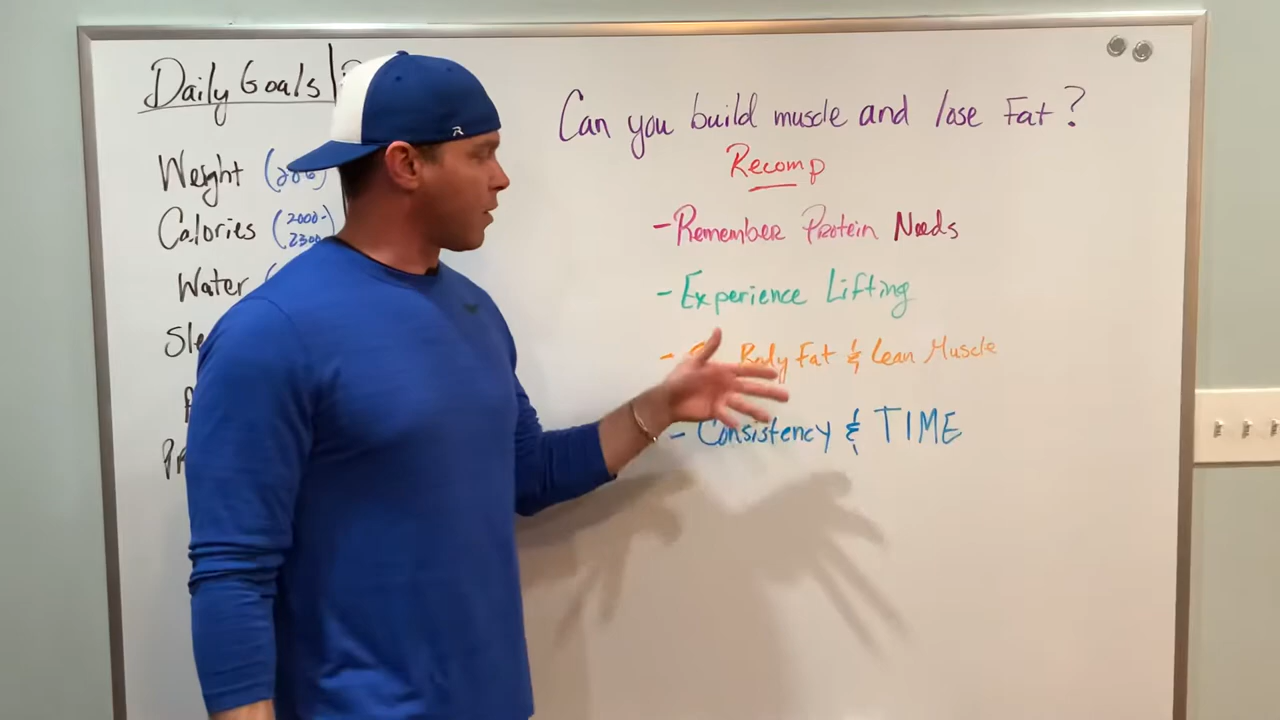 Daily Goals
Weight
Calories (2000-
2300
Water
Can you build muscle and lose Fat?
Recomp
- Remember Protein Needs
- Experience Lifting
- Body Fat & Lean Muscle
- Consistency & TIME